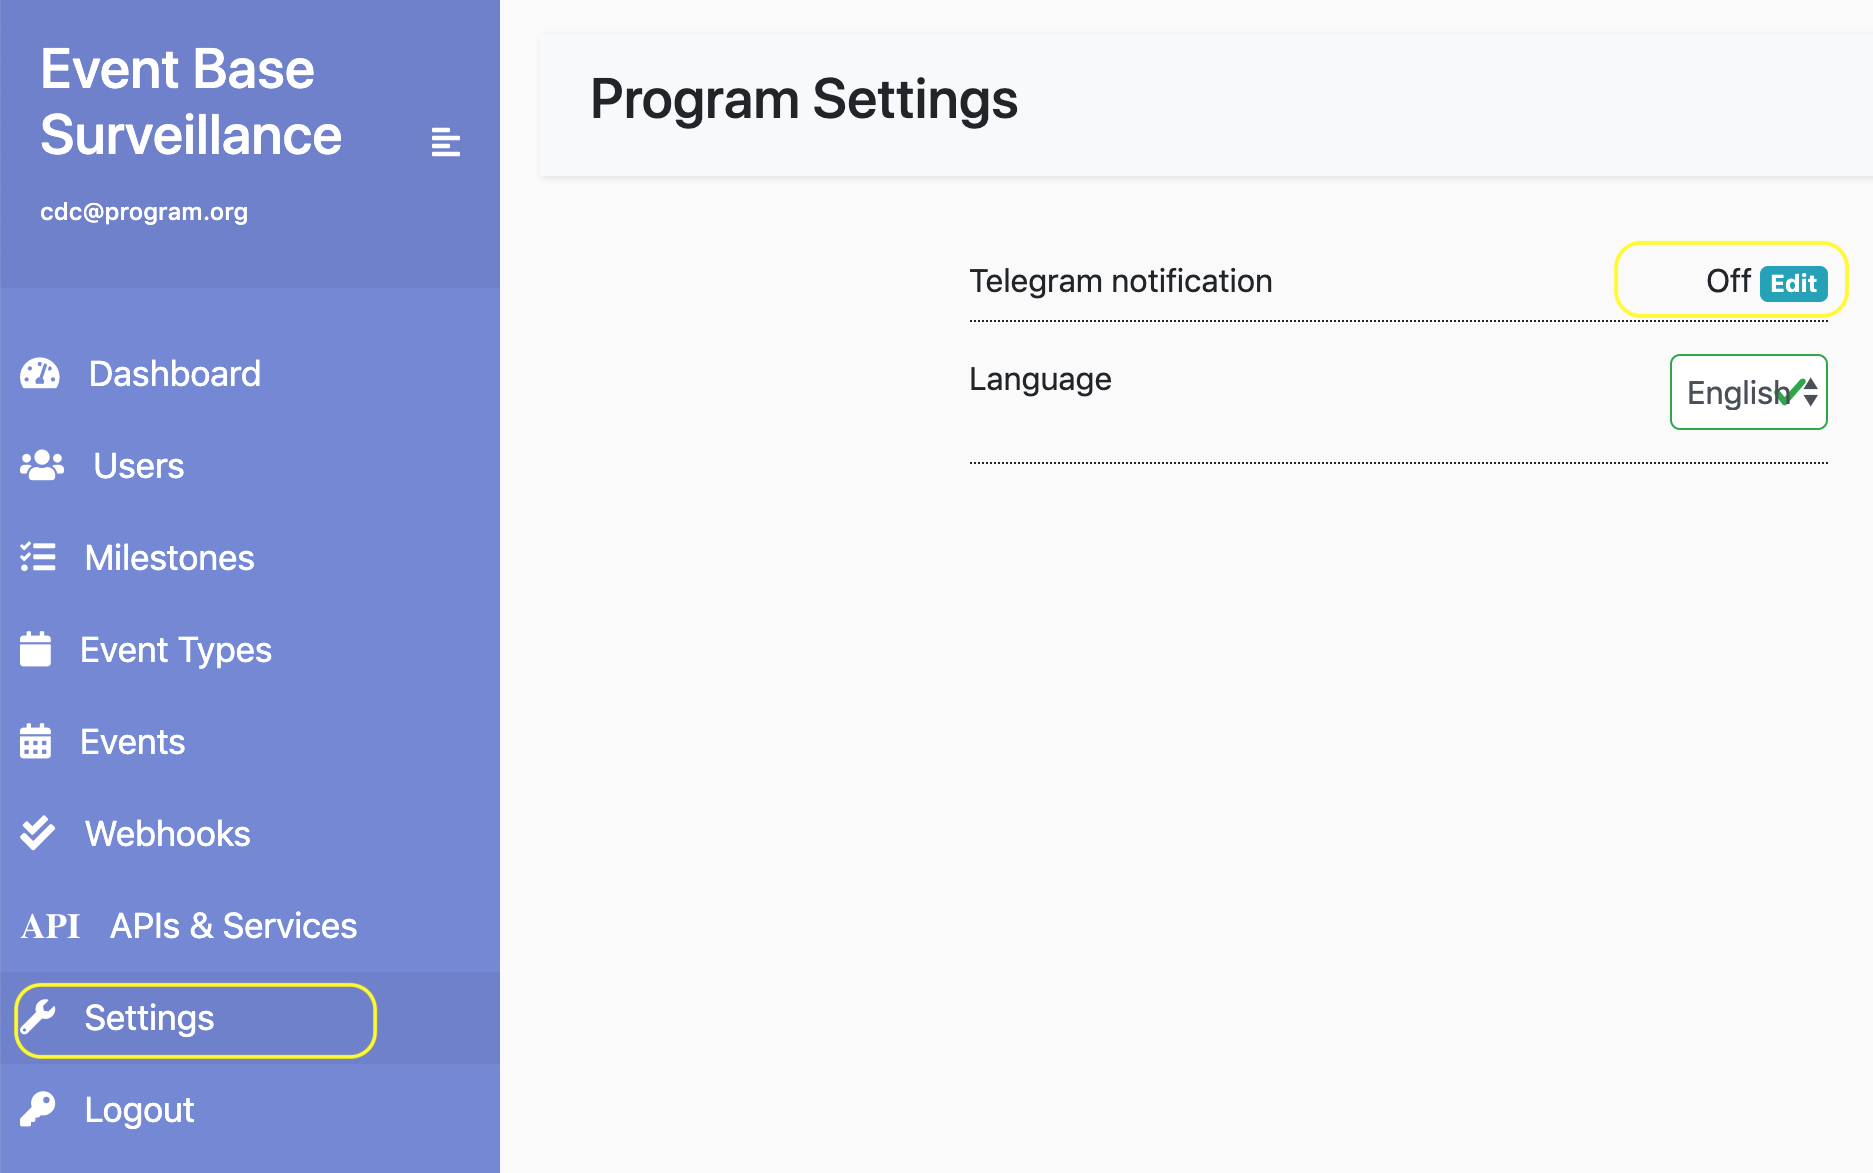 Event Base
Surveillance
cdc@program.org
Dashboard
Users
Milestones
Event Types
Events
Webhooks
API APIs & Services
Settings
Logout
Program Settings
Telegram notification Off Edit
Language English